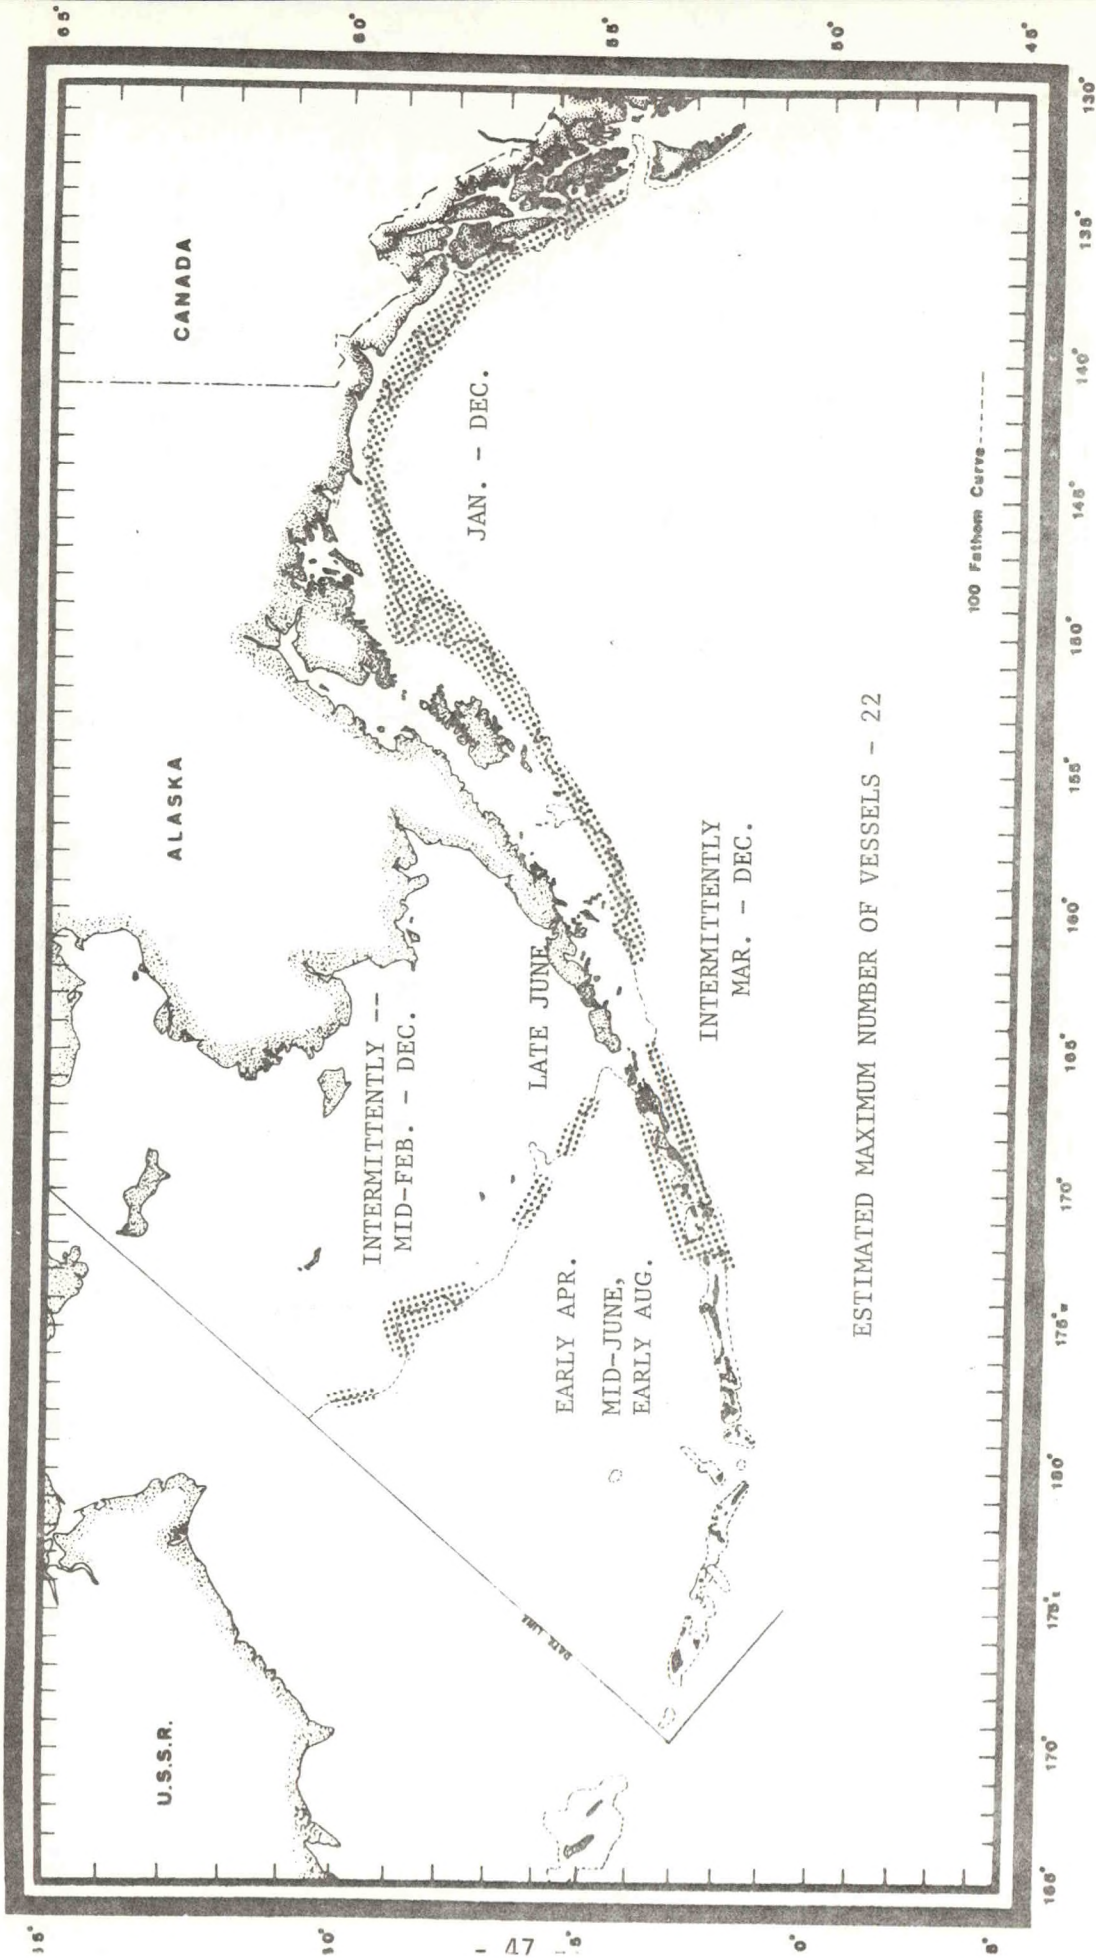 U.S.S.R.
ALASKA
CANADA
INTERMITTENTLY --
MID-FEB. - DEC.
LATE JUNE
JAN. - DEC.
EARLY APR.
MID-JUNE,
EARLY AUG.
DATE LINE
INTERMITTENTLY
MAR. - DEC.
ESTIMATED MAXIMUM NUMBER OF VESSELS - 22
100 Fathom Curve-----
65°
60°
55°
50°
45°
165°
170°
175°E
180°
175°W
170°
165°
160°
155°
150°
145°
140°
135°
130°
- 47 -